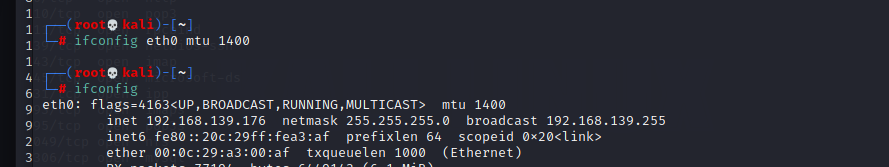 ┌──(root💀kali)-[~]
└─# ifconfig eth0 mtu 1400
┌──(root💀kali)-[~]
└─# ifconfig
eth0: flags=4163<UP,BROADCAST,RUNNING,MULTICAST>  mtu 1400
inet 192.168.139.176  netmask 255.255.255.0  broadcast 192.168.139.255
inet6 fe80::20c:29ff:fea3:af  prefixlen 64  scopeid 0×20<link>
ether 00:0c:29:a3:00:af  txqueuelen 1000  (Ethernet)